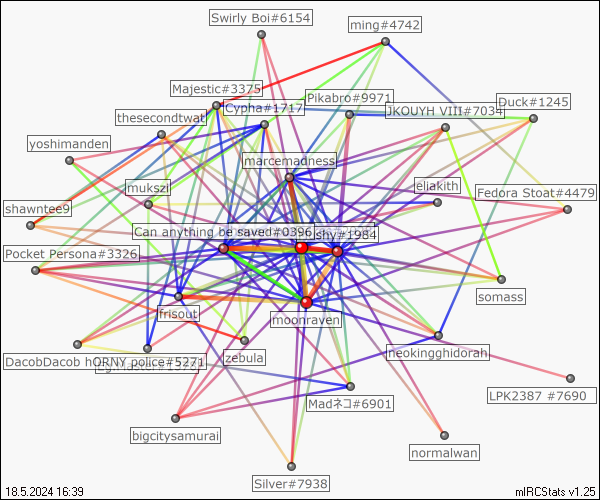 Swirly Boi#6154
ming#4742
Majestic#3375
Pikabro#9971
Cypha#1717
JKOUYH VIII#7034
Duck#1245
thesecondtwat
yoshimanden
marcemadness
eliakith
mukszi
Fedora Stoat#4479
shawntee9
Can anything be saved#0396
shy#1984
Pocket Persona#3326
somass
frisout
moonraven
zebula
neokingghidorah
DacobDacob hORNY police#5271
LPK2387 #7690
Madネコ#6901
bigcitysamurai
normalwan
Silver#7938
18.5.2024 16:39
mIRCStats v1.25